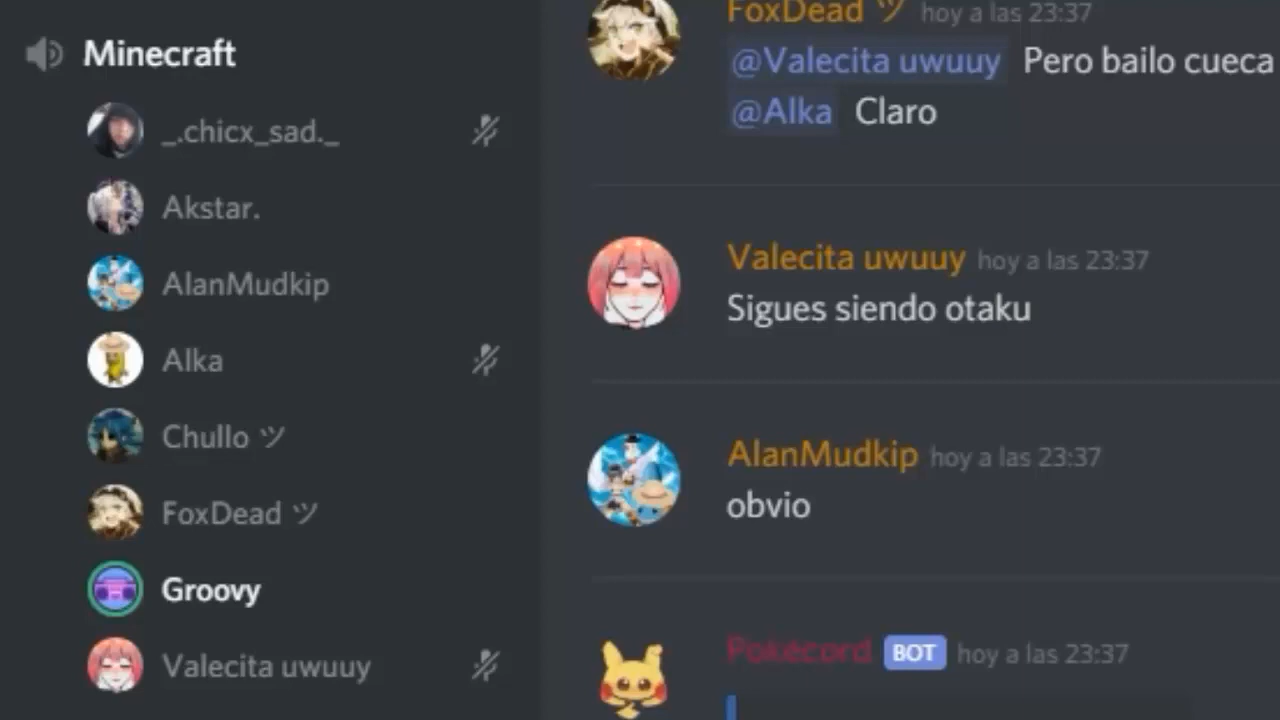 Minecraft
_.chicx_sad._
Akstar.
AlanMudkip
Alka
Chullo ツ
FoxDead ツ
Groovy
Valecita uwuuy
FoxDead ツ hoy a las 23:37
@Valecita uwuuy Pero bailo cueca
@Alka Claro
Valecita uwuuy hoy a las 23:37
Sigues siendo otaku
AlanMudkip hoy a las 23:37
obvio
Pokécord BOT hoy a las 23:37